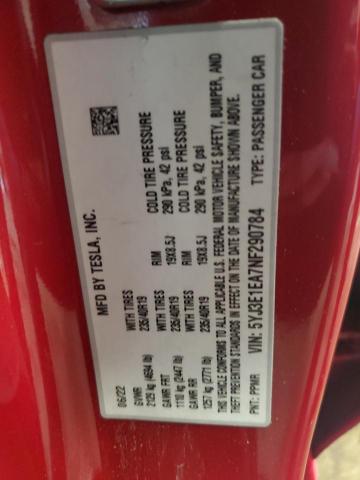 MFD BY TESLA, INC.
06/22
GVWR
2129 kg (4694 lb)
GAWR FRT WITH TIRES RIM COLD TIRE PRESSURE
1110 kg (2447 lb) 235/40R19 19X8.5J 290 kPa, 42 psi
GAWR RR WITH TIRES RIM COLD TIRE PRESSURE
1257 kg (2771 lb) 235/40R19 19X8.5J 290 kPa, 42 psi
THIS VEHICLE CONFORMS TO ALL APPLICABLE U.S. FEDERAL MOTOR VEHICLE SAFETY, BUMPER, AND
THEFT PREVENTION STANDARDS IN EFFECT ON THE DATE OF MANUFACTURE SHOWN ABOVE.
VIN: 5YJ3E1EA7NF290784 TYPE: PASSENGER CAR
PNT: PPMR